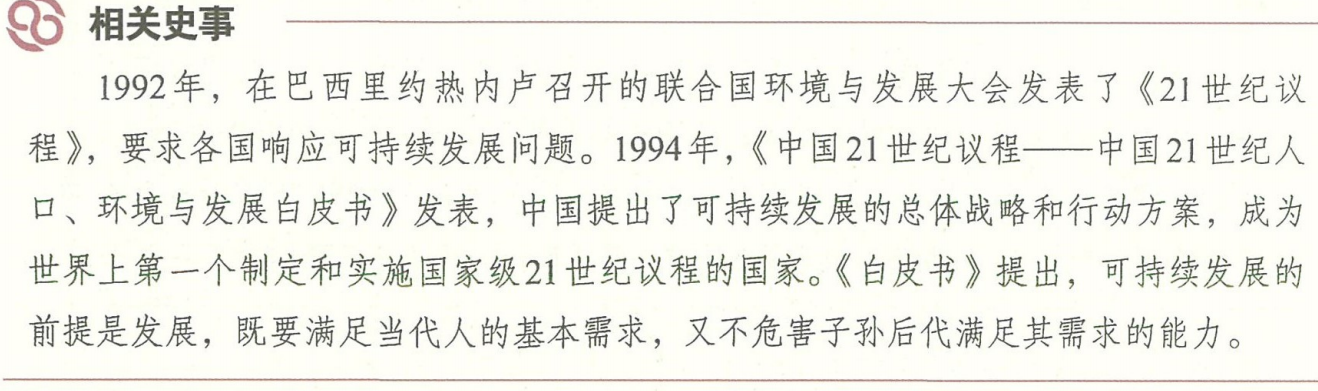 相关史事
1992年，在巴西里约热内卢召开的联合国环境与发展大会发表了《21世纪议
程》，要求各国响应可持续发展问题。1994年，《中国21世纪议程——中国21世纪人
口、环境与发展白皮书》发表，中国提出了可持续发展的总体战略和行动方案，成为
世界上第一个制定和实施国家级21世纪议程的国家。《白皮书》提出，可持续发展的
前提是发展，既要满足当代人的基本需求，又不危害子孙后代满足其需求的能力。